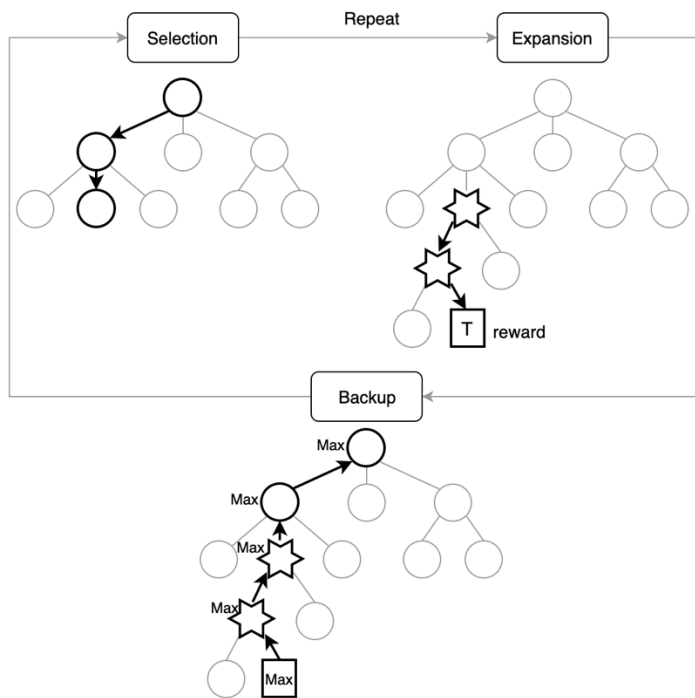 Repeat
Selection
Expansion
T
reward
Backup
Max
Max
Max
Max
Max